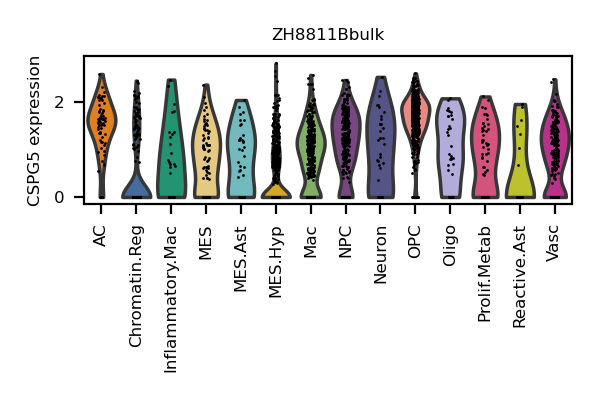 ZH8811Bbulk
CSPG5 expression
2
0
AC
Chromatin.Reg
Inflammatory.Mac
MES
MES.Ast
MES.Hyp
Mac
NPC
Neuron
OPC
Oligo
Prolif.Metab
Reactive.Ast
Vasc